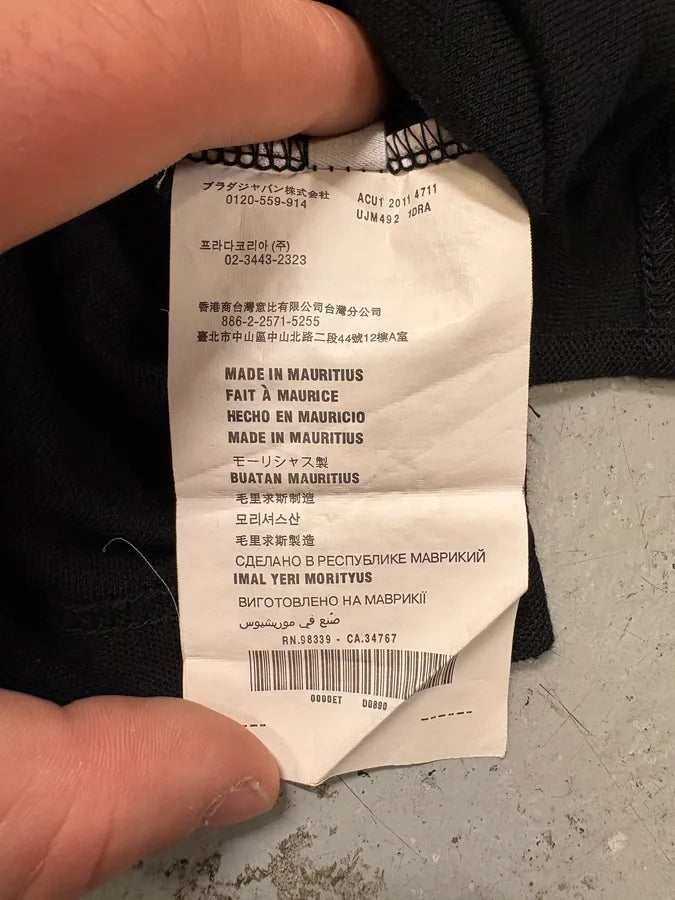 プラダジャパン株式会社
0120-559-914
ACU1 2011 4711
UJM492 1DRA
프라다코리아 (주)
02-3443-2323
香港商台灣意比有限公司台灣分公司
886-2-2571-5255
臺北市中山區中山北路二段44號12樓A室
MADE IN MAURITIUS
FAIT À MAURICE
HECHO EN MAURICIO
MADE IN MAURITIUS
モーリシャス製
BUATAN MAURITIUS
毛里求斯制造
모리셔스산
毛里求斯製造
СДЕЛАНО В РЕСПУБЛИКЕ МАВРИКИЙ
IMAL YERI MORITYUS
ВИГОТОВЛЕНО НА МАВРИКІЇ
صنع في موريشيوس
RN.98339 - CA.34767
0000ET D0890